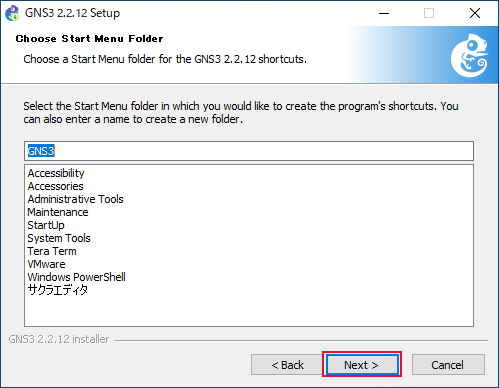 GNS3 2.2.12 Setup
Choose Start Menu Folder
Choose a Start Menu folder for the GNS3 2.2.12 shortcuts.
Select the Start Menu folder in which you would like to create the program's shortcuts. You
can also enter a name to create a new folder.
GNS3
Accessibility
Accessories
Administrative Tools
Maintenance
StartUp
System Tools
Tera Term
VMware
Windows PowerShell
サクラエディタ
GNS3 2.2.12 installer
< Back
Next >
Cancel